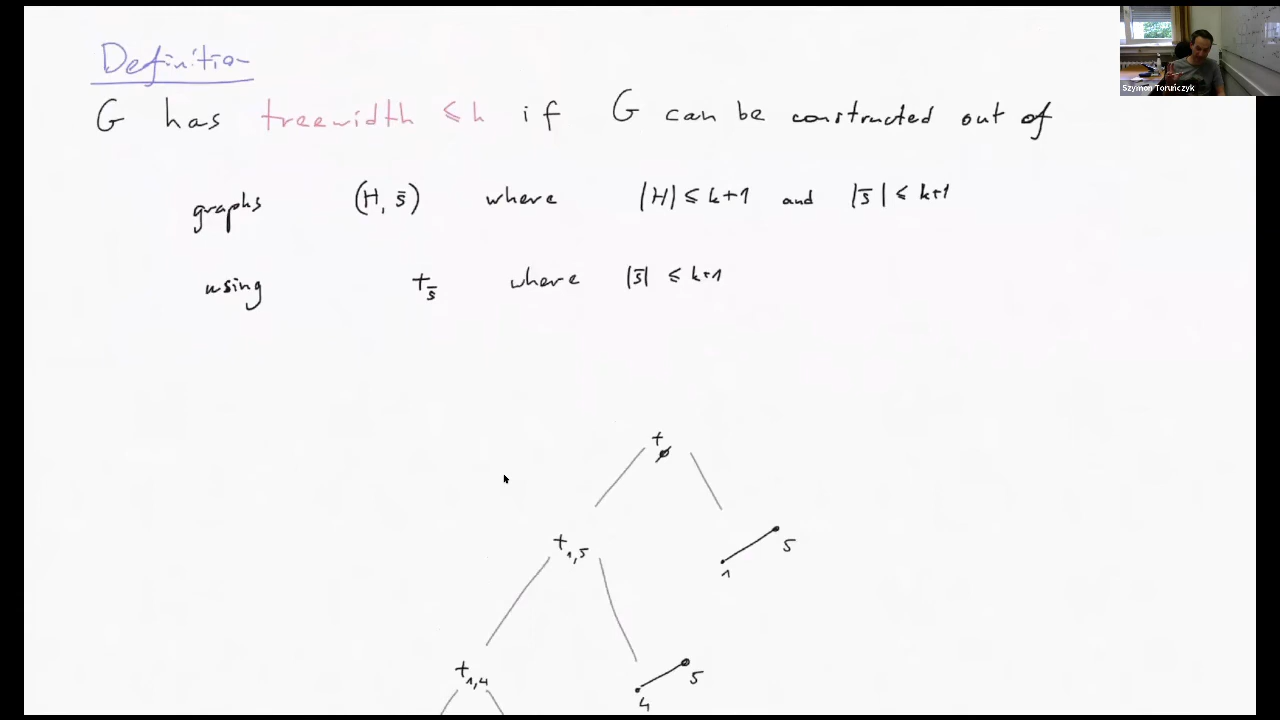 Definition
Szymon Toruńczyk
G has treewidth ≤ k if G can be constructed out of
graphs (H, s̄) where |H| ≤ k+1 and |s̄| ≤ k+1
using +s̄ where |s̄| ≤ k+1
+∅
+1,5
5
1
+1,4
5
4